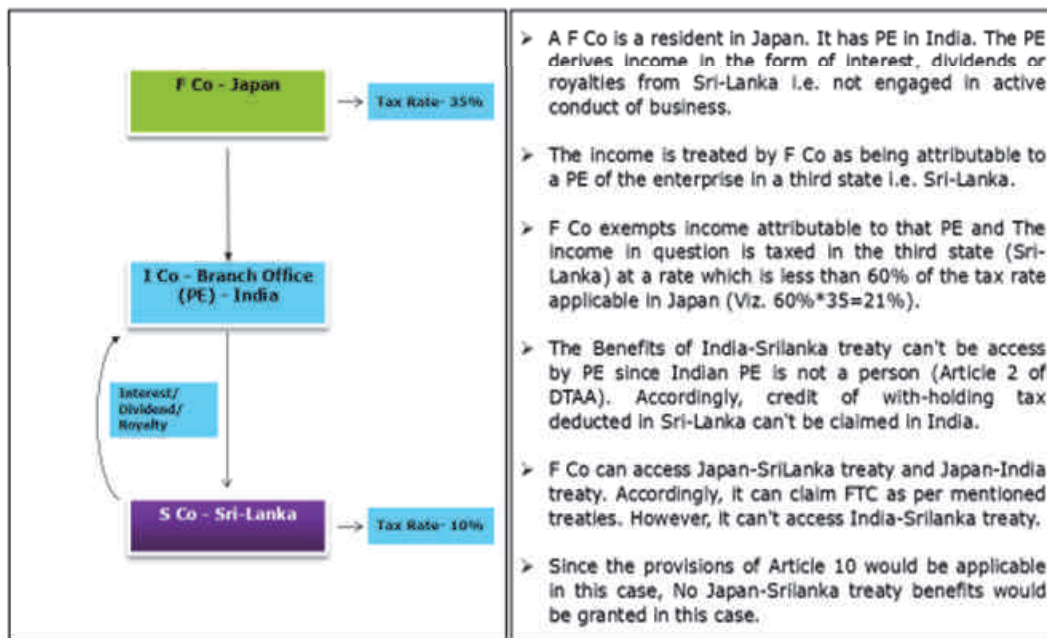 F Co - Japan
Tax Rate- 35%
I Co - Branch Office
(PE) - India
Interest/
Dividend/
Royalty
S Co - Sri-Lanka
Tax Rate- 10%
➤ A F Co is a resident in Japan. It has PE in India. The PE
derives income in the form of interest, dividends or
royalties from Sri-Lanka i.e. not engaged in active
conduct of business.
➤ The income is treated by F Co as being attributable to
a PE of the enterprise in a third state i.e. Sri-Lanka.
➤ F Co exempts income attributable to that PE and The
income in question is taxed in the third state (Sri-
Lanka) at a rate which is less than 60% of the tax rate
applicable in Japan (Viz. 60%*35=21%).
➤ The Benefits of India-Srilanka treaty can't be access
by PE since Indian PE is not a person (Article 2 of
DTAA). Accordingly, credit of with-holding tax
deducted in Sri-Lanka can't be claimed in India.
➤ F Co can access Japan-SriLanka treaty and Japan-India
treaty. Accordingly, it can claim FTC as per mentioned
treaties. However, it can't access India-Srilanka treaty.
➤ Since the provisions of Article 10 would be applicable
in this case, No Japan-Srilanka treaty benefits would
be granted in this case.